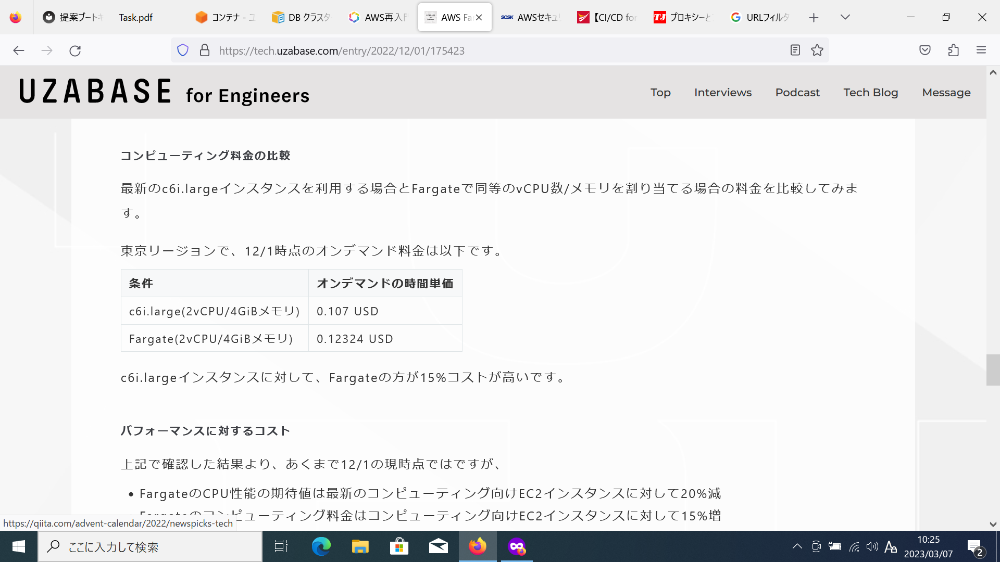 提案ブートキ
Task.pdf
コンテナ - ユ
DB クラスタ
AWS再入門
AWS Fa
SCSK AWSセキュリ
【CI/CD for
TJ プロキシーと
URLフィルタ
https://tech.uzabase.com/entry/2022/12/01/175423
UZABASE for Engineers
Top
Interviews
Podcast
Tech Blog
Message
コンピューティング料金の比較
最新のc6i.largeインスタンスを利用する場合とFargateで同等のvCPU数/メモリを割り当てる場合の料金を比較してみま
す。
東京リージョンで、12/1時点のオンデマンド料金は以下です。
条件 オンデマンドの時間単価
c6i.large(2vCPU/4GiBメモリ) 0.107 USD
Fargate(2vCPU/4GiBメモリ) 0.12324 USD
c6i.largeインスタンスに対して、Fargateの方が15%コストが高いです。
パフォーマンスに対するコスト
上記で確認した結果より、あくまで12/1の現時点ではですが、
• FargateのCPU性能の期待値は最新のコンピューティング向けEC2インスタンスに対して20%減
• Fargateのコンピューティング料金はコンピューティング向けEC2インスタンスに対して15%増
https://qiita.com/advent-calendar/2022/newspicks-tech
ここに入力して検索
10:25
2023/03/07
2